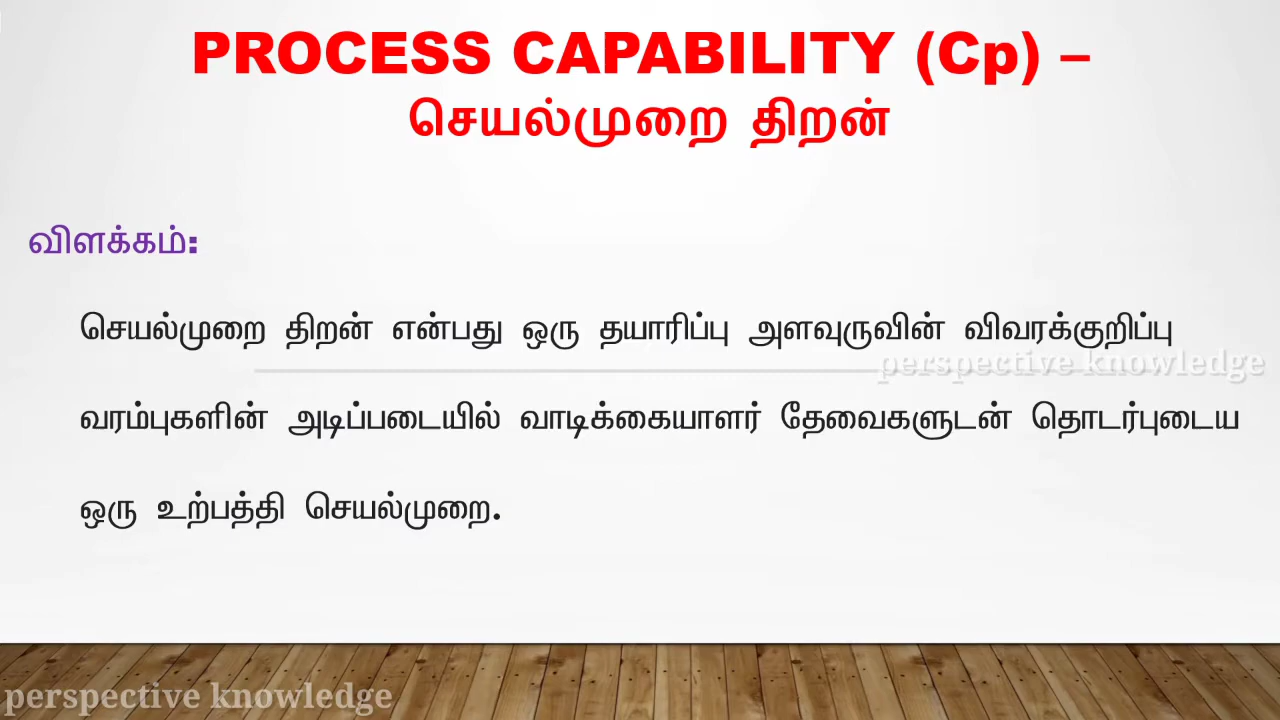 PROCESS CAPABILITY (Cp) –
செயல்முறை திறன்
விளக்கம்:
செயல்முறை திறன் என்பது ஒரு தயாரிப்பு அளவுருவின் விவரக்குறிப்பு
perspective knowledge
வரம்புகளின் அடிப்படையில் வாடிக்கையாளர் தேவைகளுடன் தொடர்புடைய
ஒரு உற்பத்தி செயல்முறை.
perspective knowledge